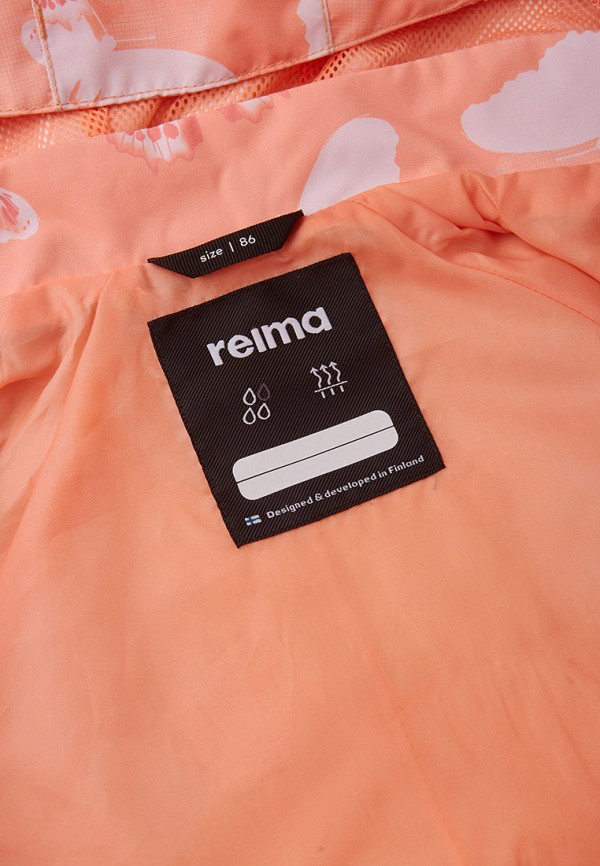 size | 86
reima
Designed & developed in Finland